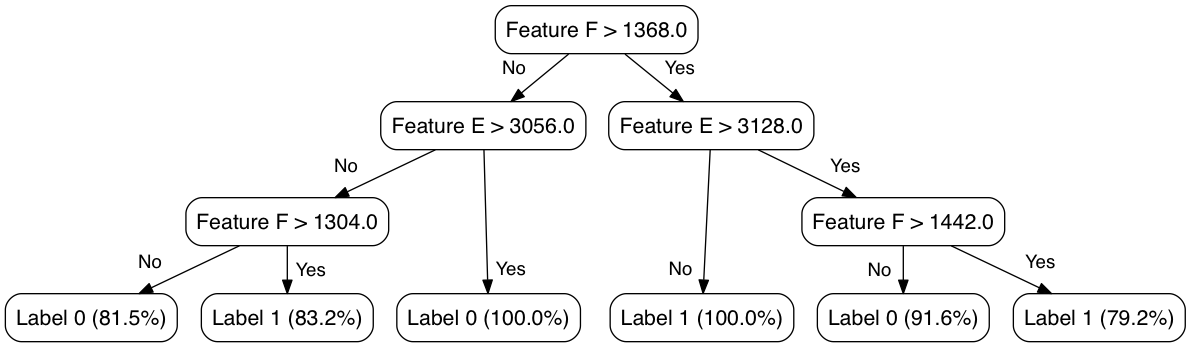 Feature F > 1368.0
No
Yes
Feature E > 3056.0
Feature E > 3128.0
No
Yes
Feature F > 1304.0
Feature F > 1442.0
No
Yes
No
No
Yes
Label 0 (81.5%)
Label 1 (83.2%)
Label 0 (100.0%)
Label 1 (100.0%)
Label 0 (91.6%)
Label 1 (79.2%)
Yes